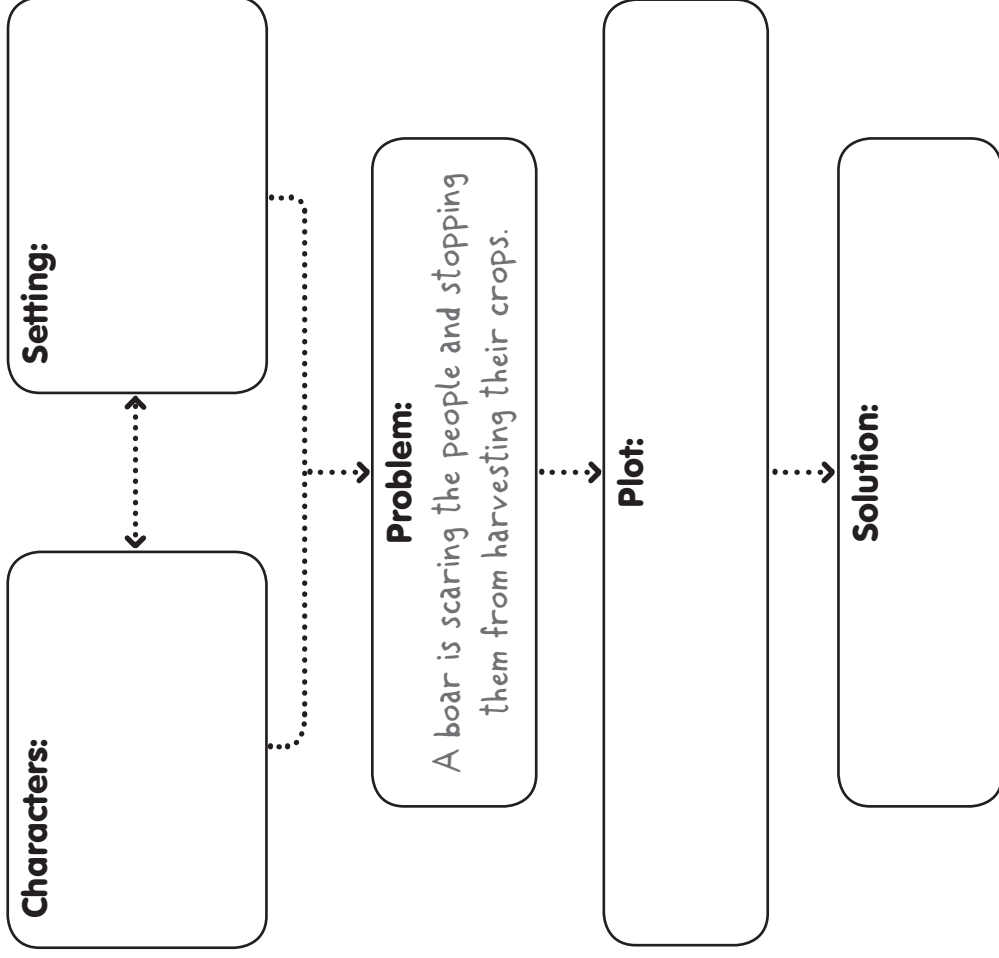 Characters:
Setting:
Problem:
A boar is scaring the people and stopping
them from harvesting their crops.
Plot:
Solution: